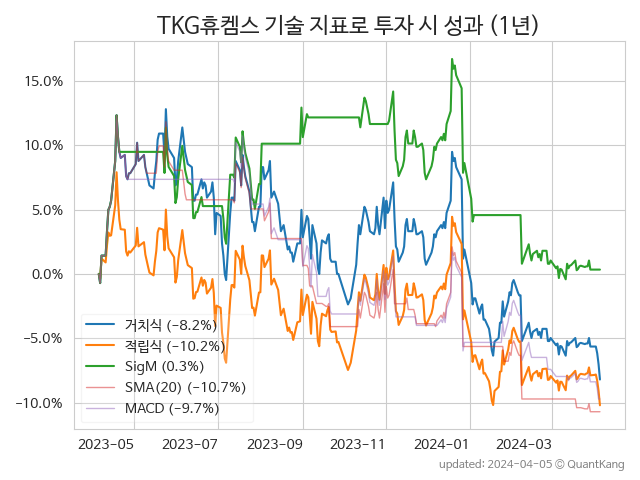 TKG휴켐스 기술 지표로 투자 시 성과 (1년)
15.0%
10.0%
5.0%
0.0%
−5.0%
−10.0%
거치식 (−8.2%)
적립식 (−10.2%)
SigM (0.3%)
SMA(20) (−10.7%)
MACD (−9.7%)
2023−05 2023−07 2023−09 2023−11 2024−01 2024−03
updated: 2024−04−05 ⓒ QuantKang